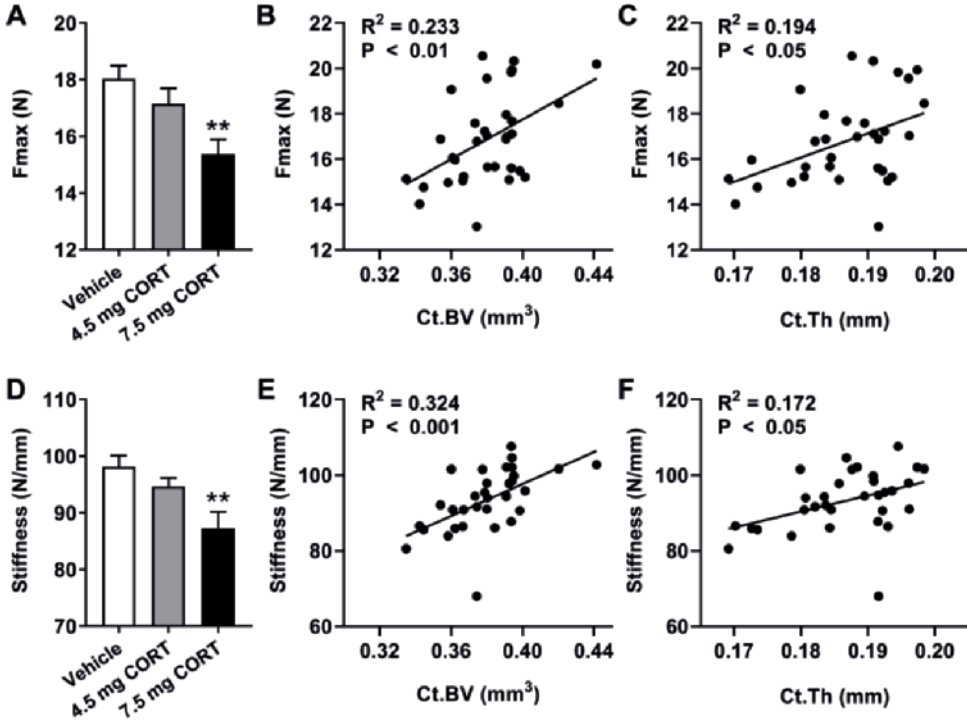 A
Fmax (N)
20
18
16
14
12
**
Vehicle
4.5 mg CORT
7.5 mg CORT
B
R² = 0.233
P < 0.01
Fmax (N)
22
20
18
16
14
12
0.32 0.36 0.40 0.44
Ct.BV (mm³)
C
R² = 0.194
P < 0.05
Fmax (N)
22
20
18
16
14
12
0.17 0.18 0.19 0.20
Ct.Th (mm)
D
Stiffness (N/mm)
110
100
90
80
70
**
Vehicle
4.5 mg CORT
7.5 mg CORT
E
R² = 0.324
P < 0.001
Stiffness (N/mm)
120
100
80
60
0.32 0.36 0.40 0.44
Ct.BV (mm³)
F
R² = 0.172
P < 0.05
Stiffness (N/mm)
120
100
80
60
0.17 0.18 0.19 0.20
Ct.Th (mm)